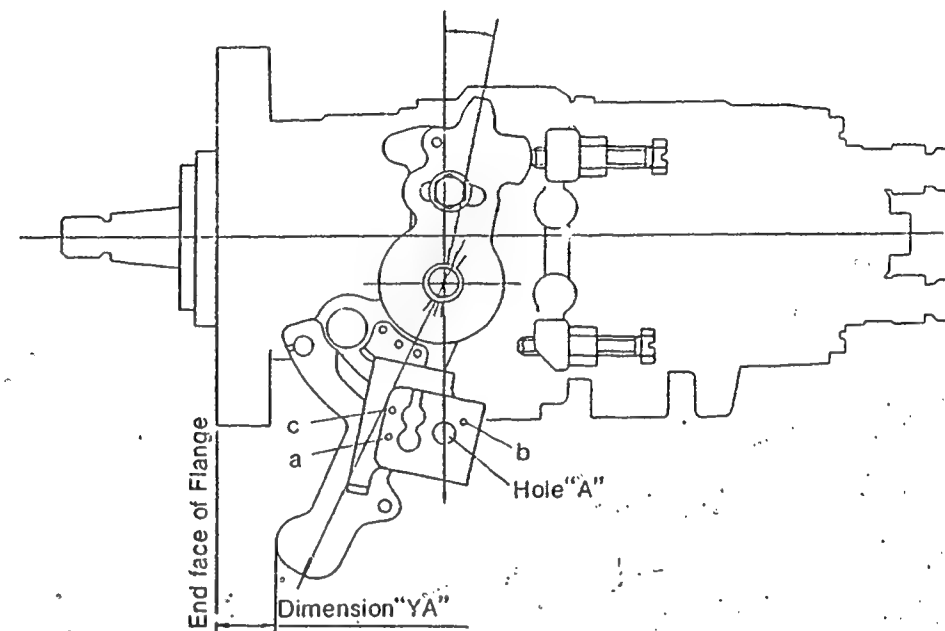 c
a
b
Hole "A"
End face of Flange
Dimension "YA"